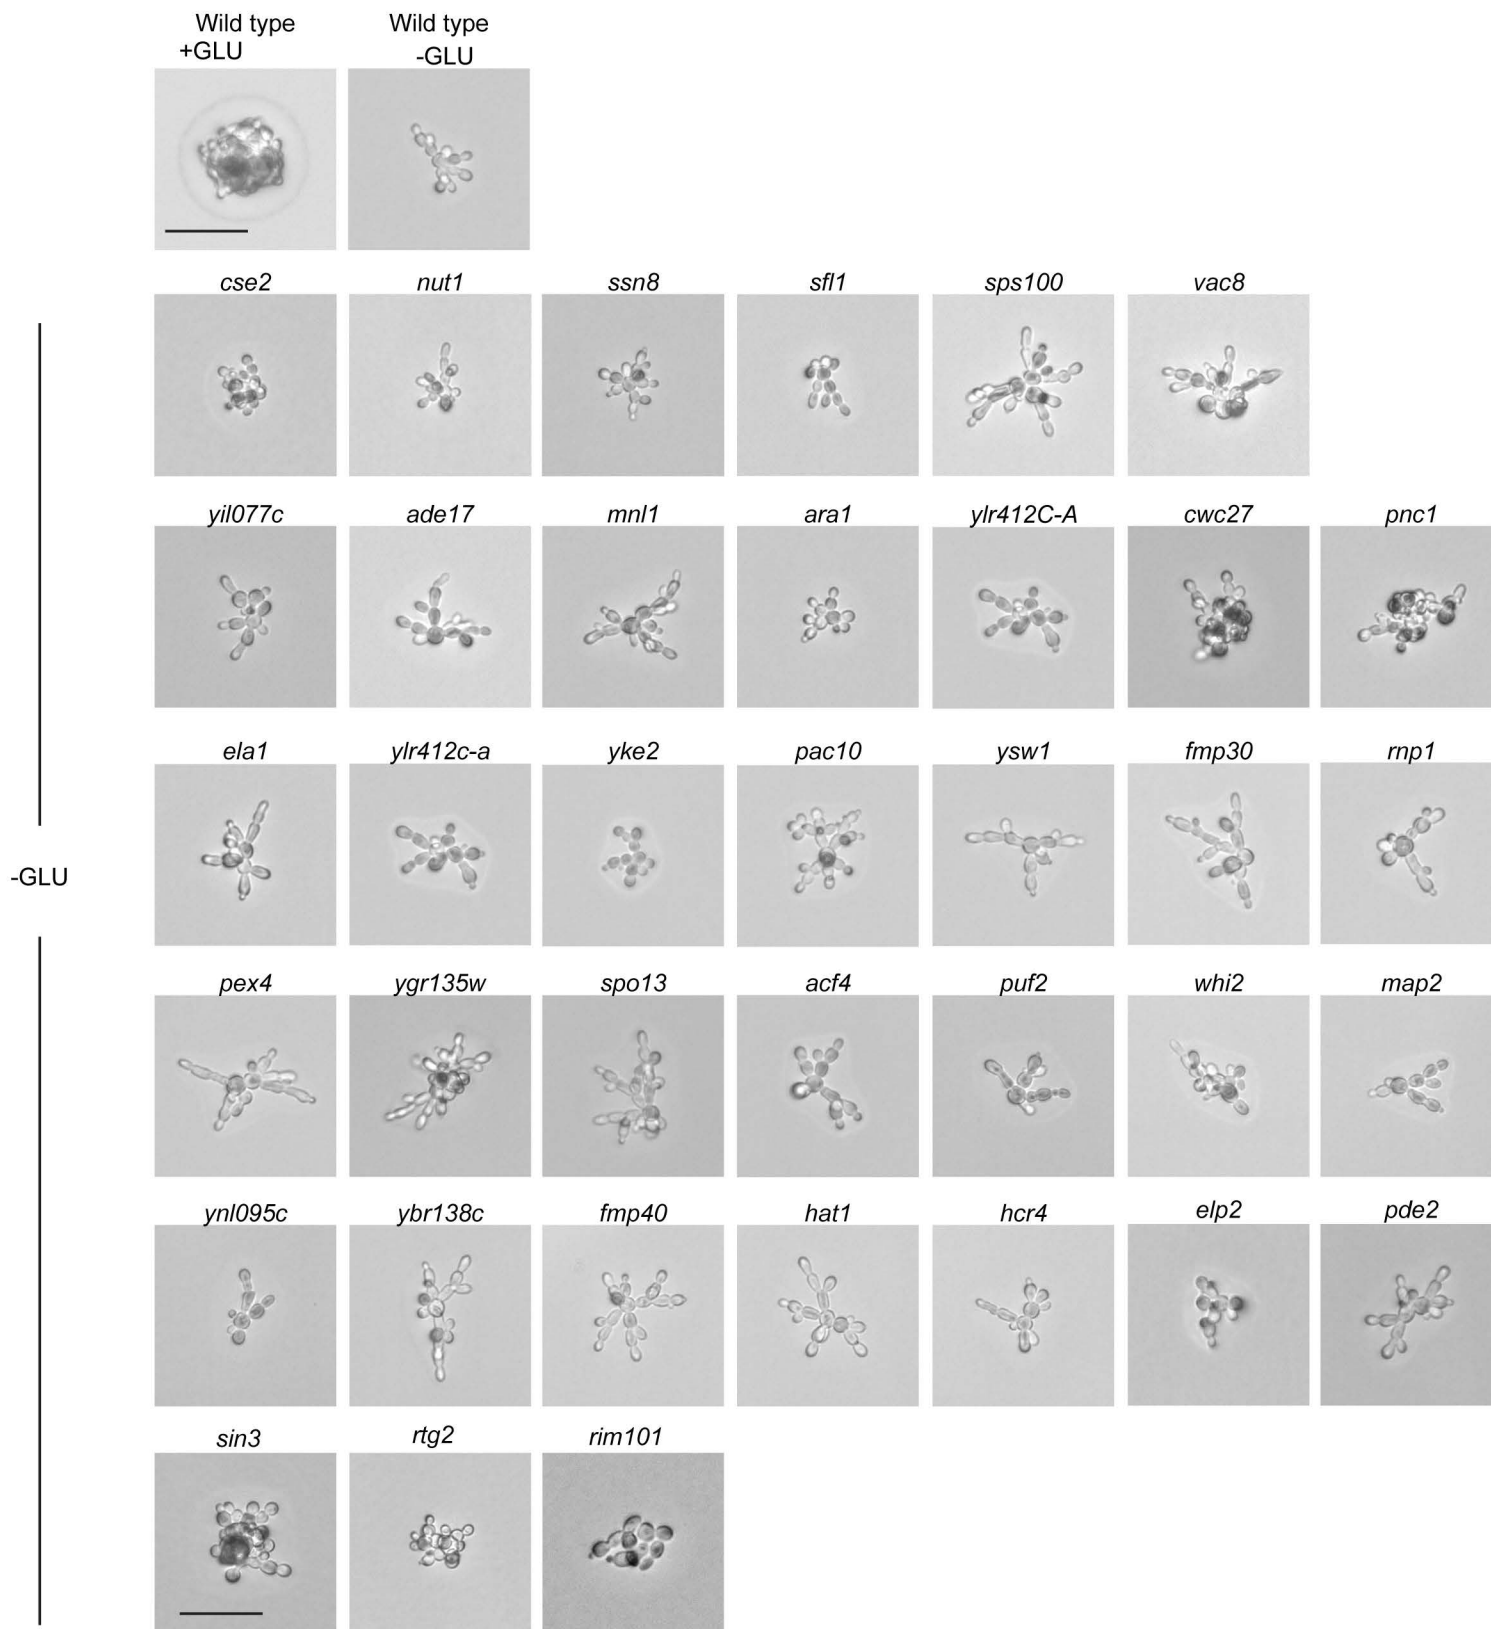 Wild type
+GLU
Wild type
-GLU
cse2 nut1 ssn8 sfl1 sps100 vac8
yil077c ade17 mnl1 ara1 ylr412C-A cwc27 pnc1
ela1 ylr412c-a yke2 pac10 ysw1 fmp30 rnp1
-GLU
pex4 ygr135w spo13 acf4 puf2 whi2 map2
ynl095c ybr138c fmp40 hat1 hcr4 elp2 pde2
sin3 rtg2 rim101